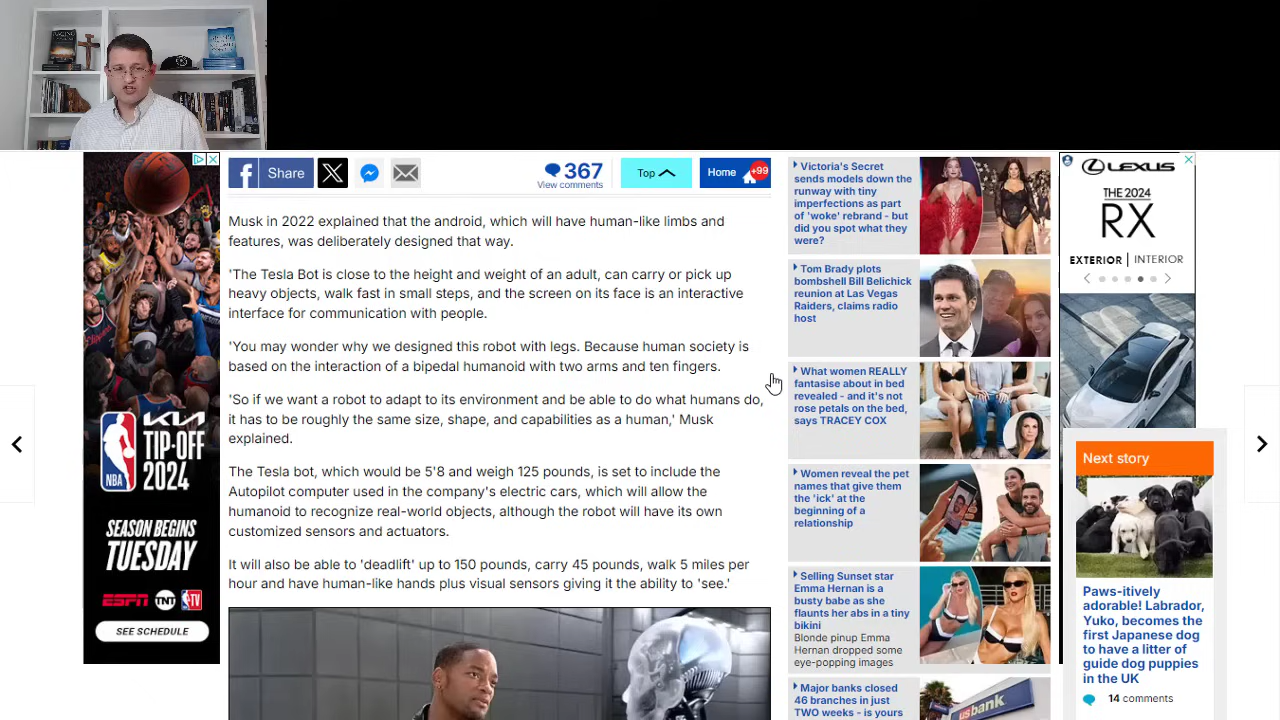 Share
367
View comments
Top
Home
+99
Musk in 2022 explained that the android, which will have human-like limbs and
features, was deliberately designed that way.
'The Tesla Bot is close to the height and weight of an adult, can carry or pick up
heavy objects, walk fast in small steps, and the screen on its face is an interactive
interface for communication with people.
'You may wonder why we designed this robot with legs. Because human society is
based on the interaction of a bipedal humanoid with two arms and ten fingers.
'So if we want a robot to adapt to its environment and be able to do what humans do,
it has to be roughly the same size, shape, and capabilities as a human,' Musk
explained.
The Tesla bot, which would be 5'8 and weigh 125 pounds, is set to include the
Autopilot computer used in the company's electric cars, which will allow the
humanoid to recognize real-world objects, although the robot will have its own
customized sensors and actuators.
It will also be able to 'deadlift' up to 150 pounds, carry 45 pounds, walk 5 miles per
hour and have human-like hands plus visual sensors giving it the ability to 'see.'
KIA
NBA
TIP-OFF
2024
SEASON BEGINS
TUESDAY
ESPN TNT NBA TV
SEE SCHEDULE
Victoria's Secret
sends models down the
runway with tiny
imperfections as part
of 'woke' rebrand - but
did you spot what they
were?
Tom Brady plots
bombshell Bill Belichick
reunion at Las Vegas
Raiders, claims radio
host
What women REALLY
fantasise about in bed
revealed - and it's not
rose petals on the bed,
says TRACEY COX
Women reveal the pet
names that give them
the 'ick' at the
beginning of a
relationship
Selling Sunset star
Emma Hernan is a
busty babe as she
flaunts her abs in a tiny
bikini
Blonde pinup Emma
Hernan dropped some
eye-popping images
Major banks closed
46 branches in just
TWO weeks - is yours
usbank
LEXUS
THE 2024
RX
EXTERIOR | INTERIOR
Next story
Paws-itively
adorable! Labrador,
Yuko, becomes the
first Japanese dog
to have a litter of
guide dog puppies
in the UK
14 comments